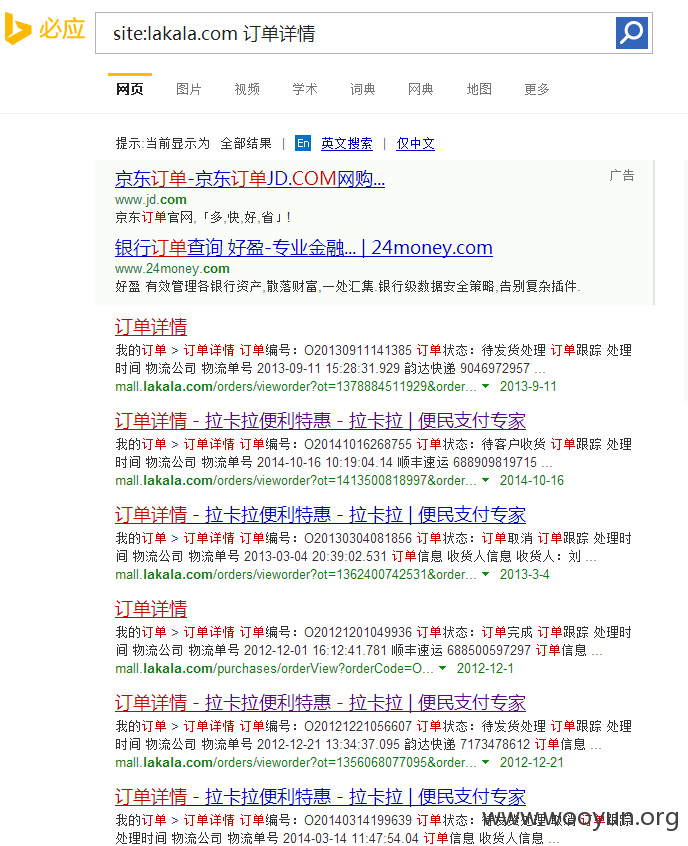 必应
site:lakala.com 订单详情
网页 图片 视频 学术 词典 网典 地图 更多
提示:当前显示为 全部结果 | En 英文搜索 | 仅中文
京东订单-京东订单JD.COM网购... 广告
www.jd.com
京东订单官网,「多,快,好,省」!
银行订单查询 好盈-专业金融... | 24money.com
www.24money.com
好盈 有效管理各银行资产,散落财富,一处汇集.银行级数据安全策略,告别复杂插件.
订单详情
我的订单 > 订单详情 订单编号：O20130911141385 订单状态：待发货处理 订单跟踪 处理
时间 物流公司 物流单号 2013-09-11 15:28:31.929 韵达快递 9046972957 ...
mall.lakala.com/orders/vieworder?ot=1378884511929&order... 2013-9-11
订单详情 - 拉卡拉便利特惠 - 拉卡拉 | 便民支付专家
我的订单 > 订单详情 订单编号：O20141016268755 订单状态：待客户收货 订单跟踪 处理
时间 物流公司 物流单号 2014-10-16 10:19:04.14 顺丰速运 688909819715 ...
mall.lakala.com/orders/vieworder?ot=1413500818997&order... 2014-10-16
订单详情 - 拉卡拉便利特惠 - 拉卡拉 | 便民支付专家
我的订单 > 订单详情 订单编号：O20130304081856 订单状态：订单取消 订单跟踪 处理时
间 物流公司 物流单号 2013-03-04 20:39:02.531 订单信息 收货人信息 收货人：刘 ...
mall.lakala.com/orders/vieworder?ot=1362400742531&order... 2013-3-4
订单详情
我的订单 > 订单详情 订单编号：O20121201049936 订单状态：订单完成 订单跟踪 处理时
间 物流公司 物流单号 2012-12-01 16:12:41.781 顺丰速运 688500597297 订单信息 ...
mall.lakala.com/purchases/orderView?orderCode=O... 2012-12-1
订单详情 - 拉卡拉便利特惠 - 拉卡拉 | 便民支付专家
我的订单 > 订单详情 订单编号：O20121221056607 订单状态：待发货处理 订单跟踪 处理
时间 物流公司 物流单号 2012-12-21 13:34:37.095 韵达快递 7173478612 订单信息 ...
mall.lakala.com/orders/vieworder?ot=1356068077095&order... 2012-12-21
订单详情 - 拉卡拉便利特惠 - 拉卡拉 | 便民支付专家
我的订单 > 订单详情 订单编号：O20140314199639 订单状态：待发货处理取消 订单跟踪
处理时间 物流公司 物流单号 2014-03-14 11:47:54.04 订单信息 收货人信息 ...
www.wooyun.org